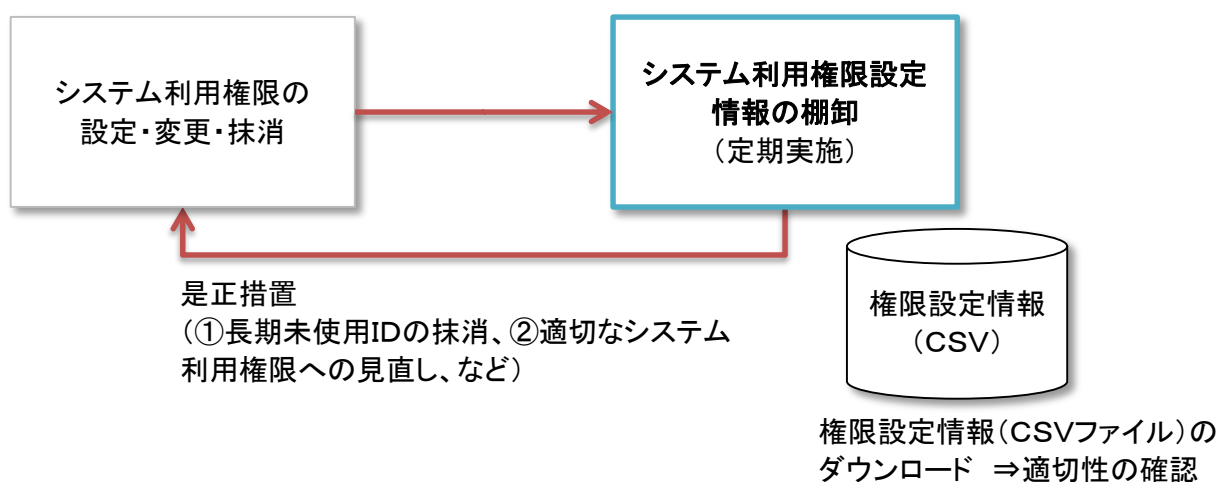 システム利用権限の
設定・変更・抹消
システム利用権限設定
情報の棚卸
（定期実施）
是正措置
（①長期未使用IDの抹消、②適切なシステム
利用権限への見直し、など）
権限設定情報
（ＣＳＶ）
権限設定情報（ＣＳＶファイル）の
ダウンロード　⇒適切性の確認